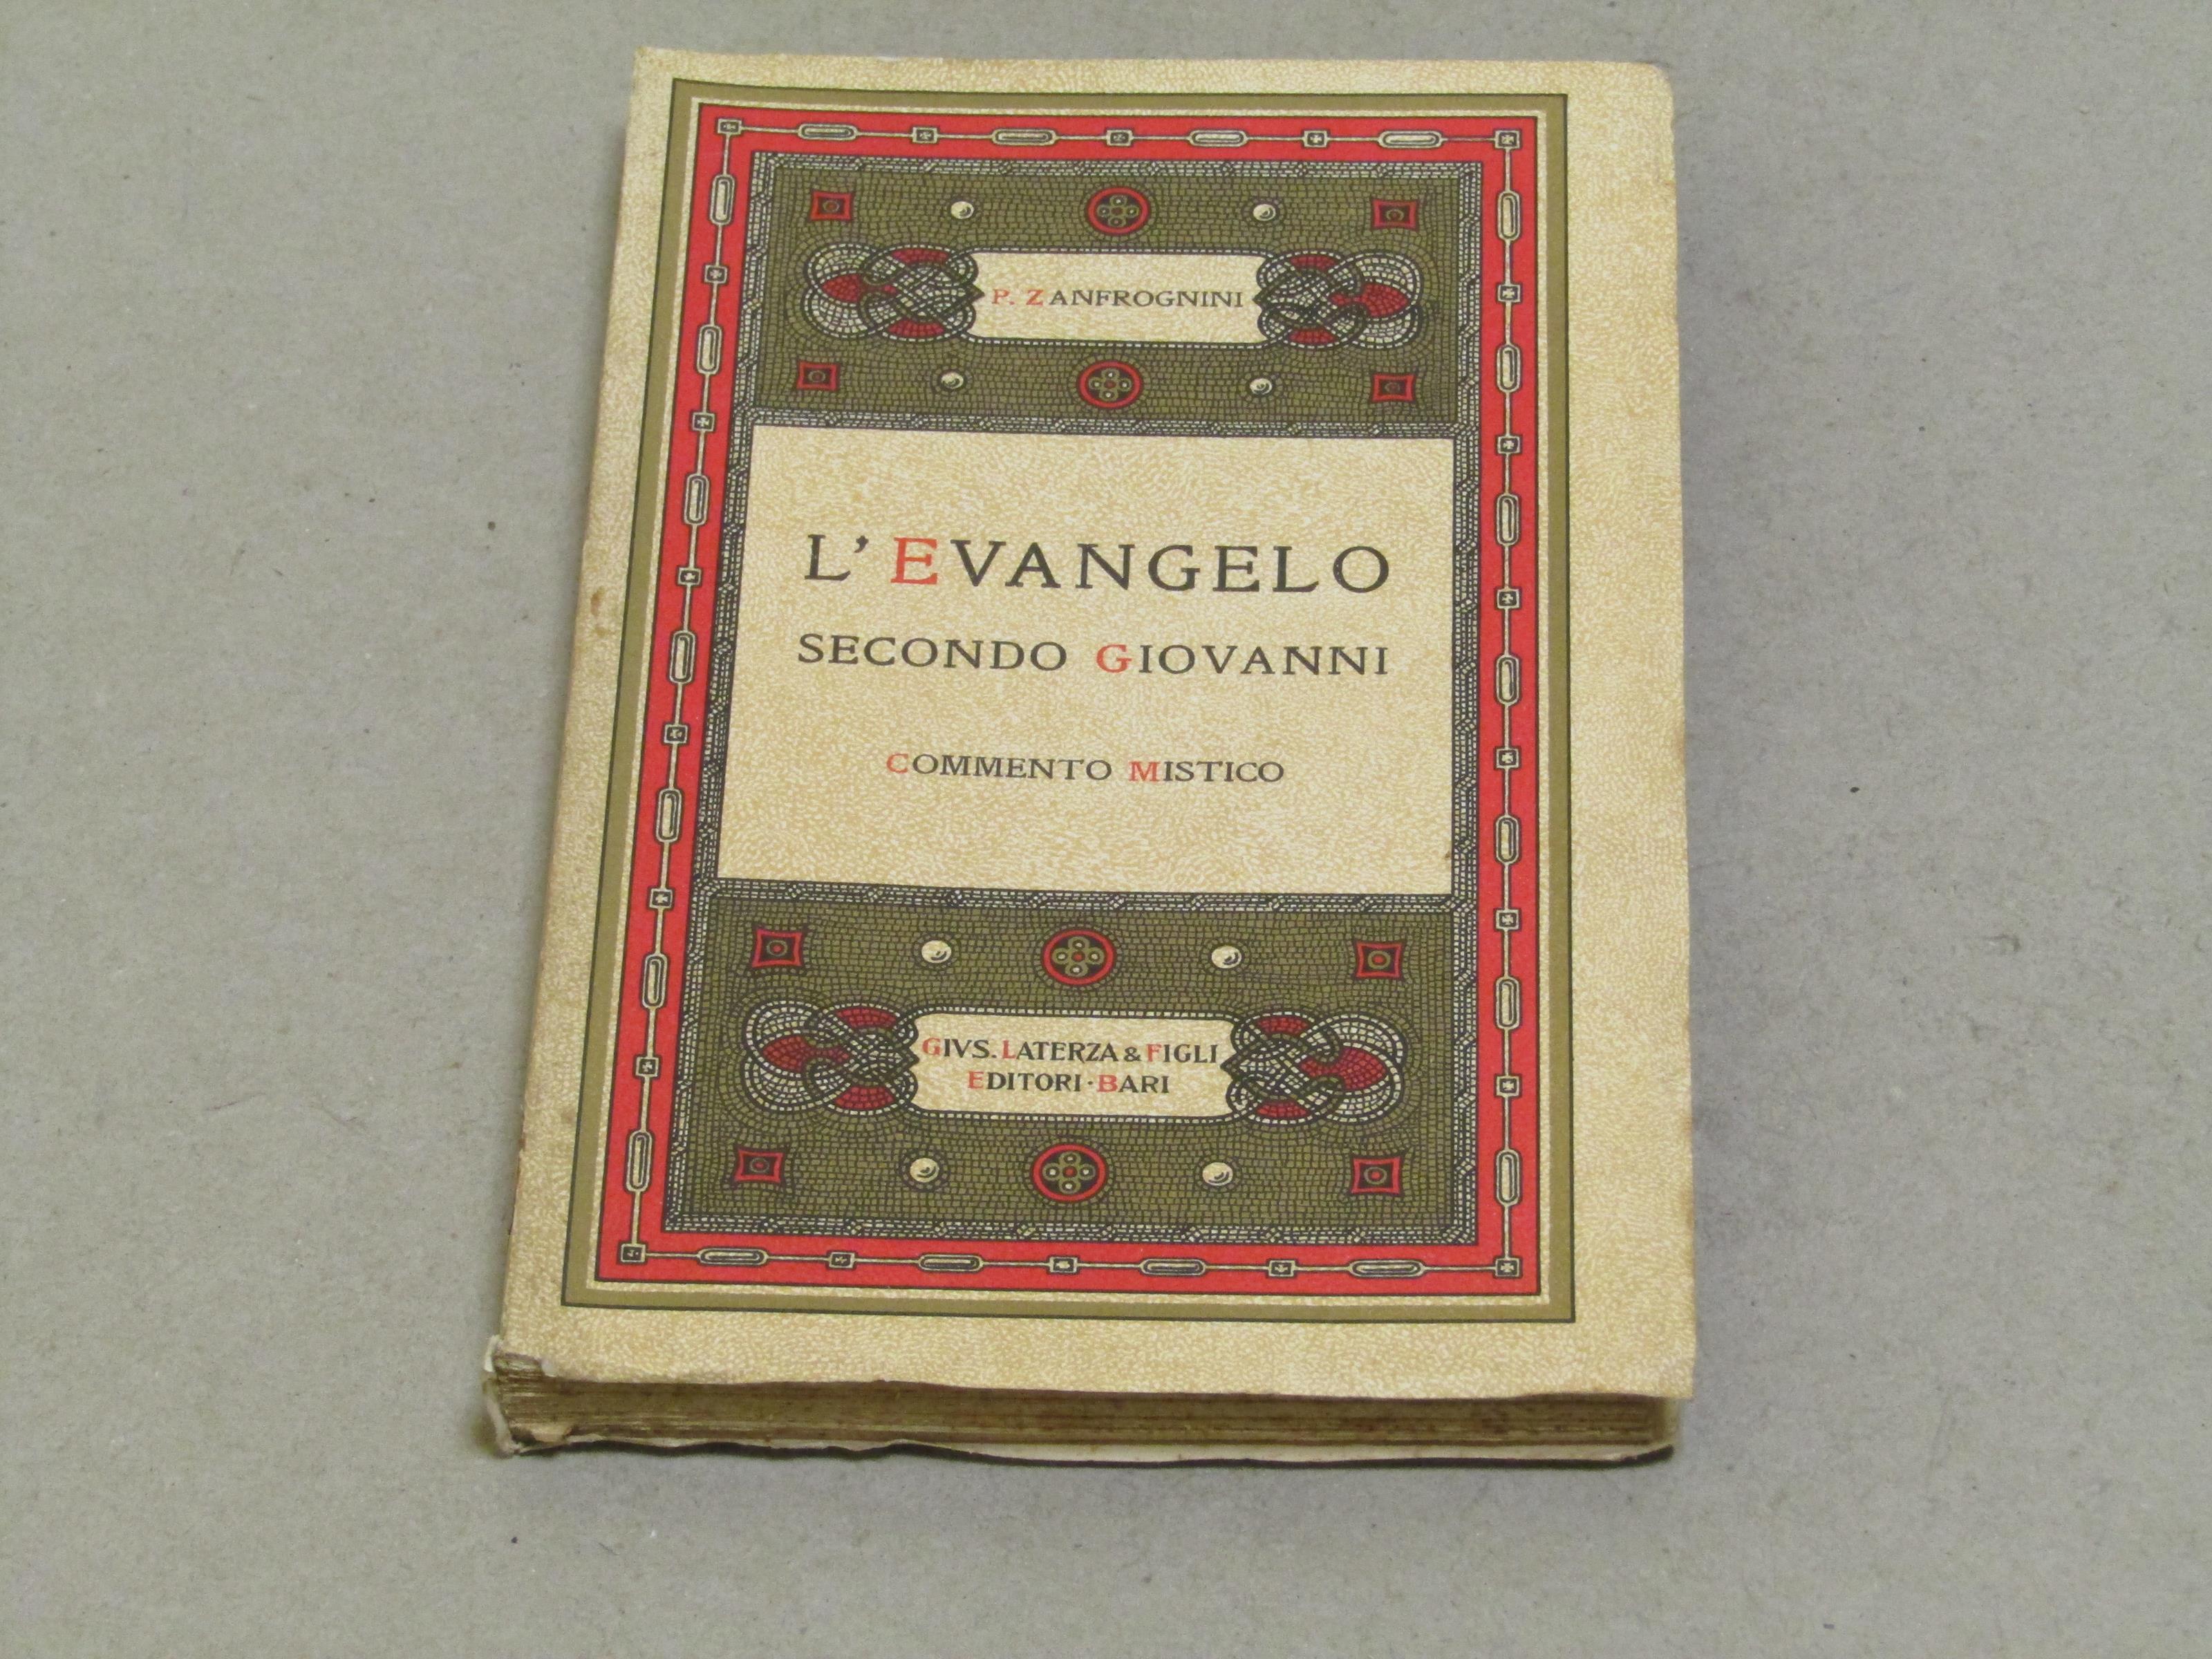 P. ZANFROGNINI
L'EVANGELO
SECONDO GIOVANNI
COMMENTO MISTICO
GIVS. LATERZA & FIGLI
EDITORI · BARI